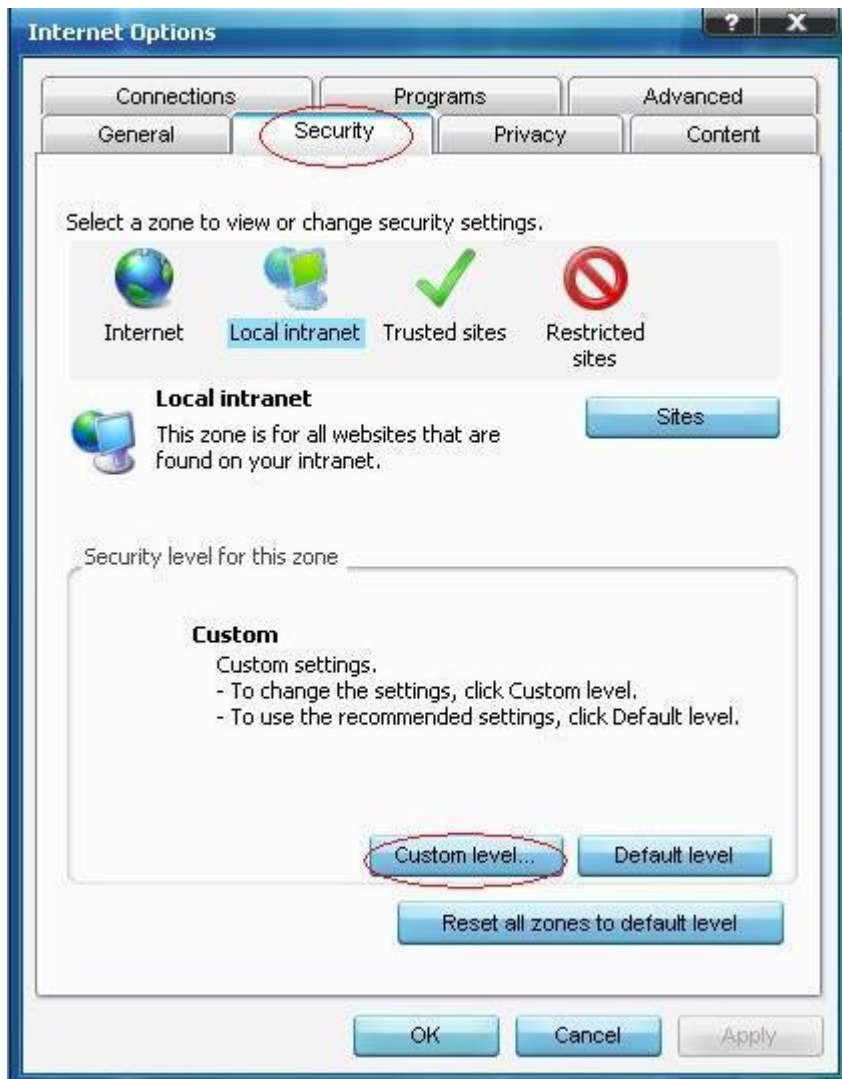 Internet Options
? X
Connections Programs Advanced
General Security Privacy Content
Select a zone to view or change security settings.
Internet Local intranet Trusted sites Restricted
sites
Local intranet
Sites
This zone is for all websites that are
found on your intranet.
Security level for this zone
Custom
Custom settings.
- To change the settings, click Custom level.
- To use the recommended settings, click Default level.
Custom level... Default level
Reset all zones to default level
OK Cancel Apply